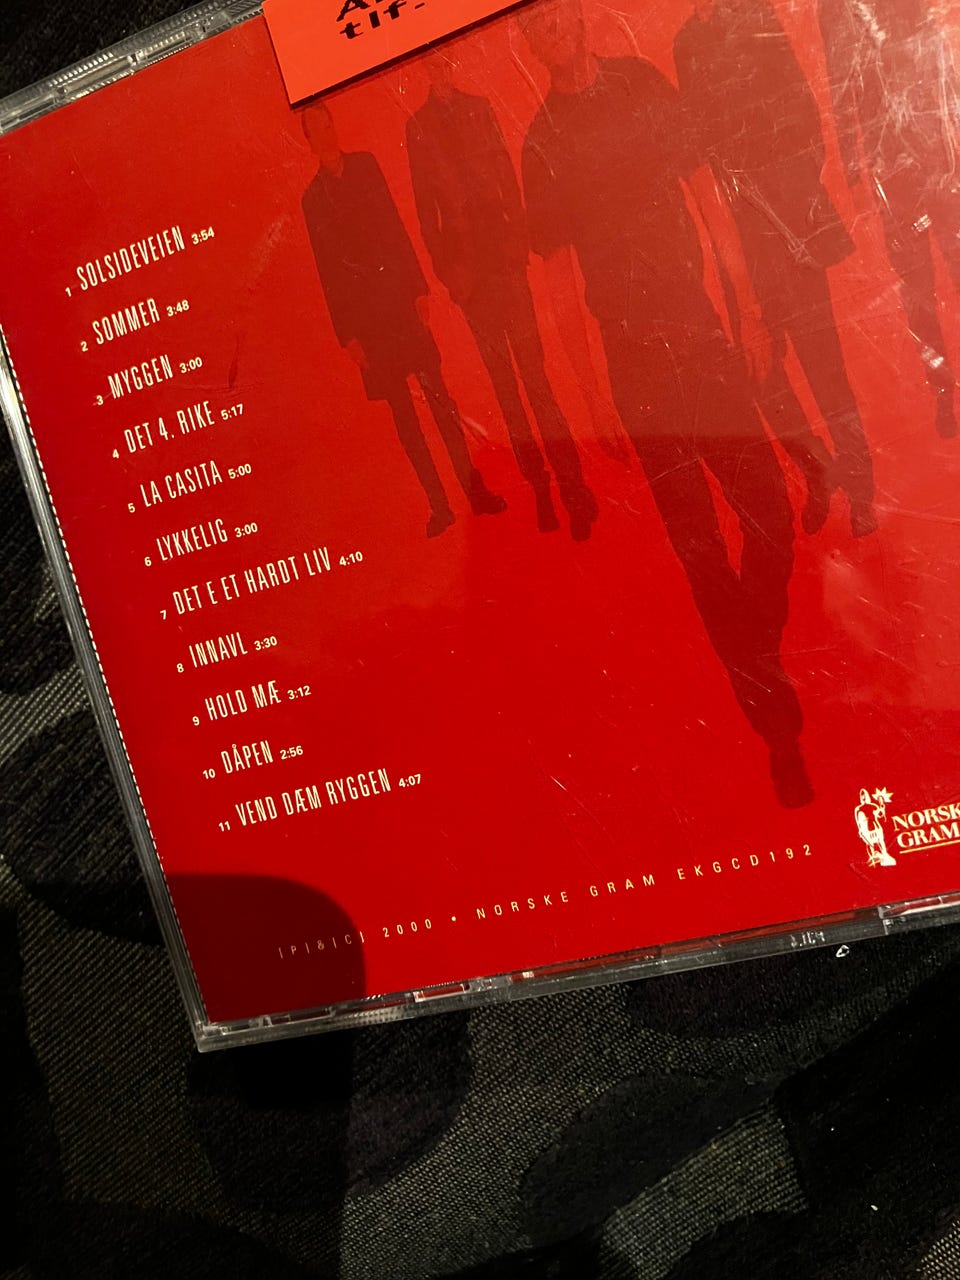 tlf.
1 SOLSIDEVEIEN 3:54
2 SOMMER 3:48
3 MYGGEN 3:00
4 DET 4. RIKE 5:17
5 LA CASITA 5:00
6 LYKKELIG 3:00
7 DET E ET HARDT LIV 4:10
8 INNAVL 3:30
9 HOLD MÆ 3:12
10 DÅPEN 2:56
11 VEND DÆM RYGGEN 4:07
|P|&|C| 2000 • NORSKE GRAM EKGCD192
NORSK
GRAM